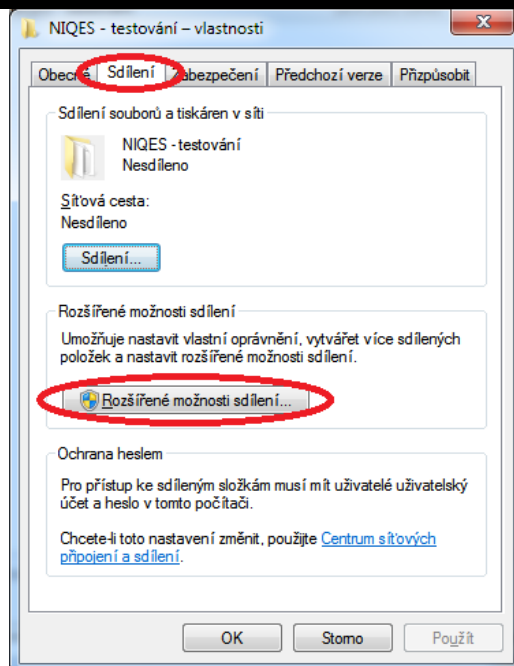 NIQES - testování – vlastnosti
Obecné Sdílení Zabezpečení Předchozí verze Přizpůsobit
Sdílení souborů a tiskáren v síti
NIQES - testování
Nesdíleno
Síťová cesta:
Nesdíleno
Sdílení...
Rozšířené možnosti sdílení
Umožňuje nastavit vlastní oprávnění, vytvářet více sdílených
položek a nastavit rozšířené možnosti sdílení.
Rozšířené možnosti sdílení...
Ochrana heslem
Pro přístup ke sdíleným složkám musí mít uživatelé uživatelský
účet a heslo v tomto počítači.
Chcete-li toto nastavení změnit, použijte Centrum síťových
připojení a sdílení.
OK Storno Použít